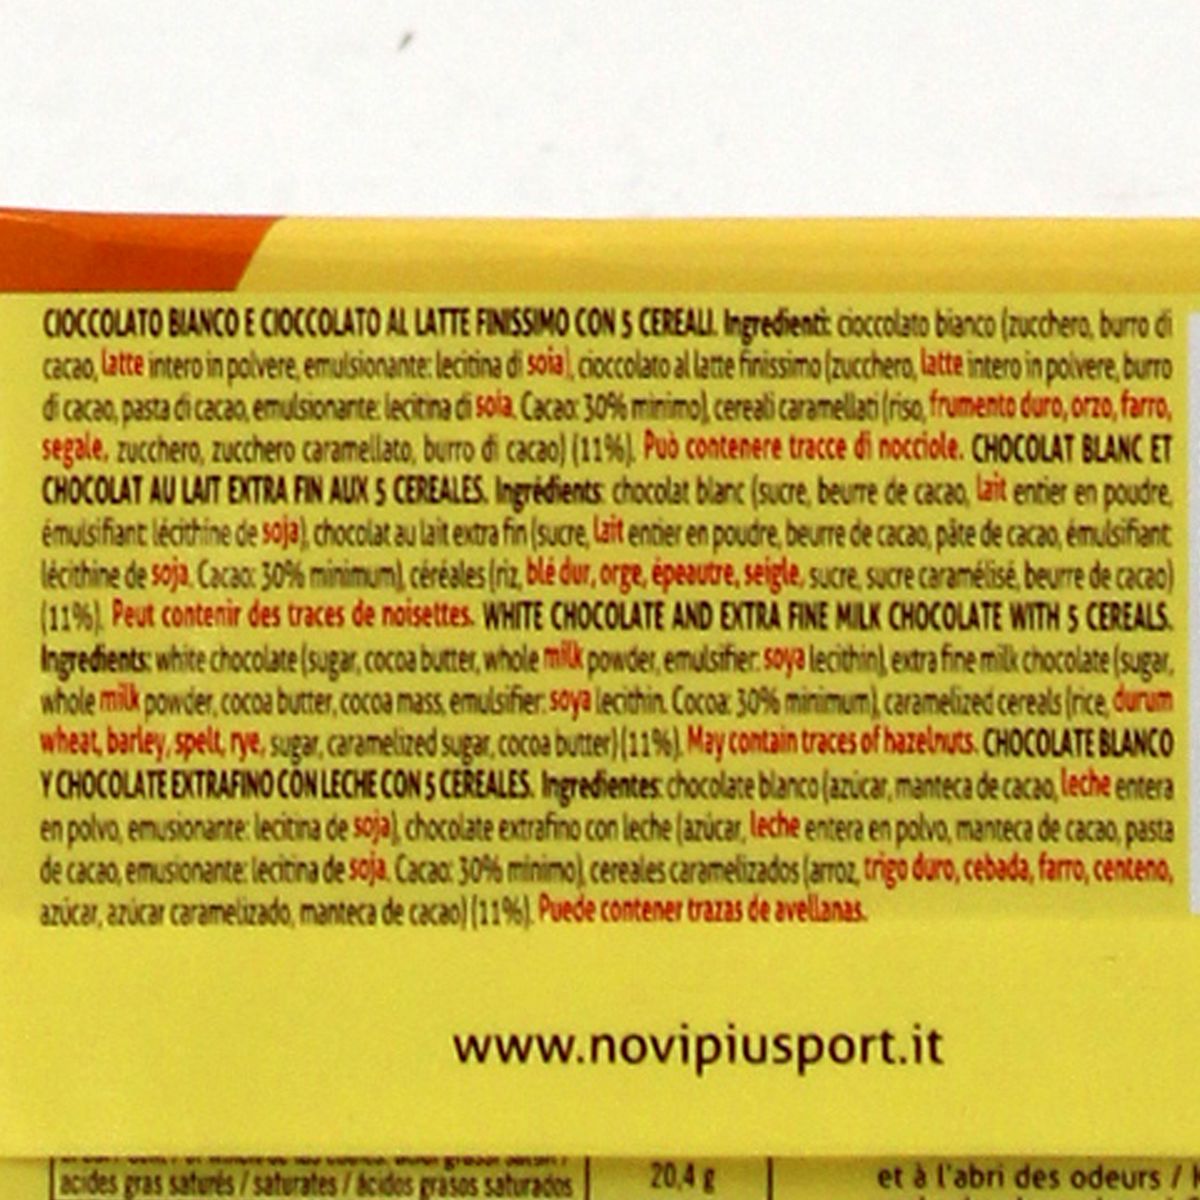 CIOCCOLATO BIANCO E CIOCCOLATO AL LATTE FINISSIMO CON 5 CEREALI. Ingredienti: cioccolato bianco (zucchero, burro di
cacao, latte intero in polvere, emulsionante: lecitina di soia), cioccolato al latte finissimo (zucchero, latte intero in polvere, burro
di cacao, pasta di cacao, emulsionante: lecitina di soia. Cacao: 30% minimo), cereali caramellati (riso, frumento duro, orzo, farro,
segale, zucchero, zucchero caramellato, burro di cacao) (11%). Può contenere tracce di nocciole. CHOCOLAT BLANC ET
CHOCOLAT AU LAIT EXTRA FIN AUX 5 CEREALES. Ingrédients: chocolat blanc (sucre, beurre de cacao, lait entier en poudre,
émulsifiant: lécithine de soja), chocolat au lait extra fin (sucre, lait entier en poudre, beurre de cacao, pâte de cacao, émulsifiant:
lécithine de soja. Cacao: 30% minimum), céréales (riz, blé dur, orge, épeautre, seigle, sucre, sucre caramélisé, beurre de cacao)
(11%). Peut contenir des traces de noisettes. WHITE CHOCOLATE AND EXTRA FINE MILK CHOCOLATE WITH 5 CEREALS.
Ingredients: white chocolate (sugar, cocoa butter, whole milk powder, emulsifier: soya lecithin), extra fine milk chocolate (sugar,
whole milk powder, cocoa butter, cocoa mass, emulsifier: soya lecithin. Cocoa: 30% minimum), caramelized cereals (rice, durum
wheat, barley, spelt, rye, sugar, caramelized sugar, cocoa butter) (11%). May contain traces of hazelnuts. CHOCOLATE BLANCO
Y CHOCOLATE EXTRAFINO CON LECHE CON 5 CEREALES. Ingredientes: chocolate blanco (azúcar, manteca de cacao, leche entera
en polvo, emusionante: lecitina de soja), chocolate extrafino con leche (azúcar, leche entera en polvo, manteca de cacao, pasta
de cacao, emusionante: lecitina de soja. Cacao: 30% mínimo), cereales caramelizados (arroz, trigo duro, cebada, farro, centeno,
azúcar, azúcar caramelizado, manteca de cacao) (11%). Puede contener trazas de avellanas.
www.novipiusport.it
acides gras saturés / saturates / ácidos grasos saturados
20,4 g
et à l'abri des odeurs /